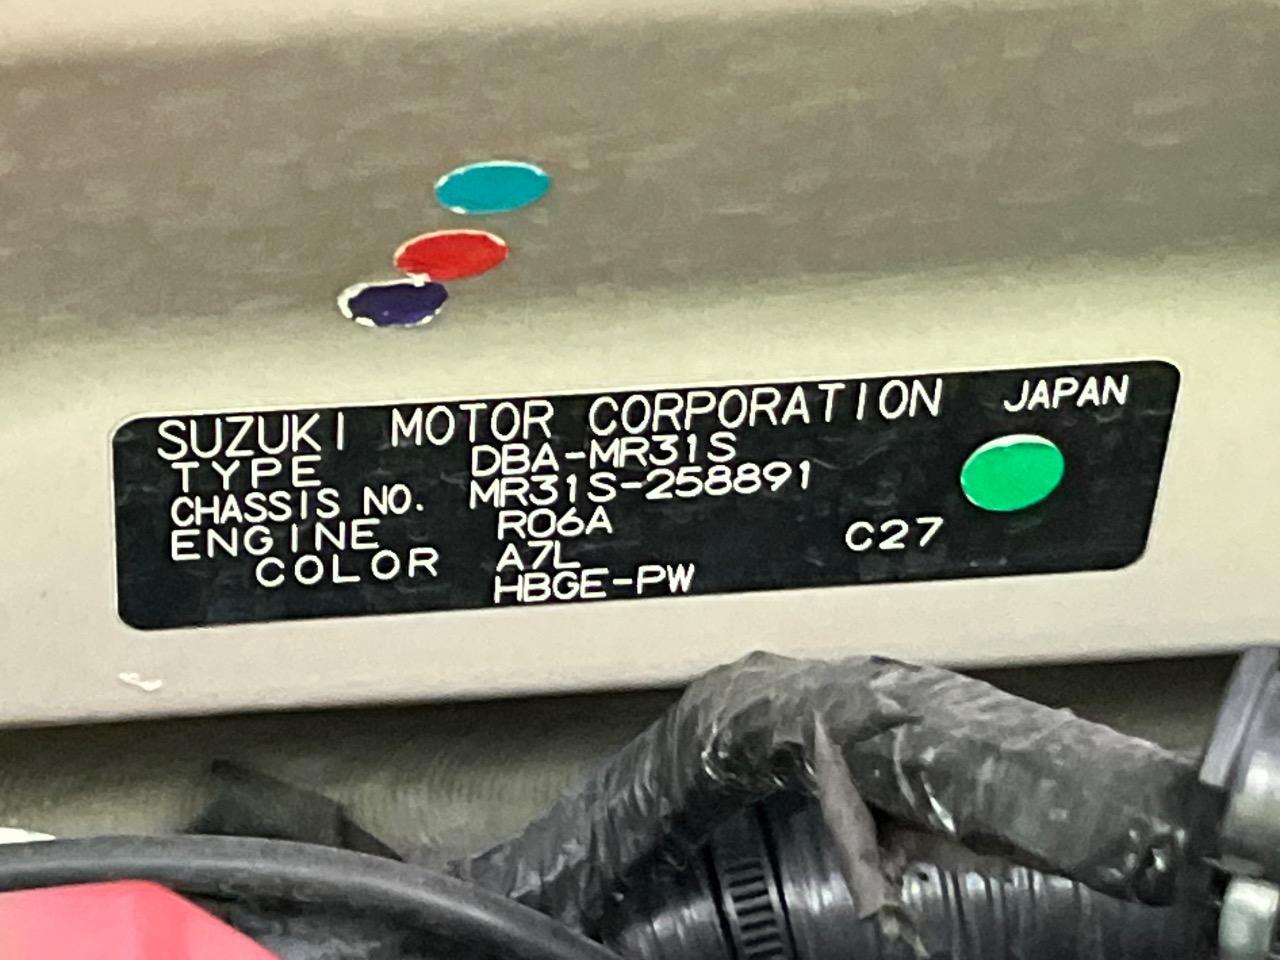 SUZUKI MOTOR CORPORATION JAPAN
TYPE DBA-MR31S
CHASSIS NO. MR31S-258891
ENGINE R06A
COLOR A7L C27
HBGE-PW